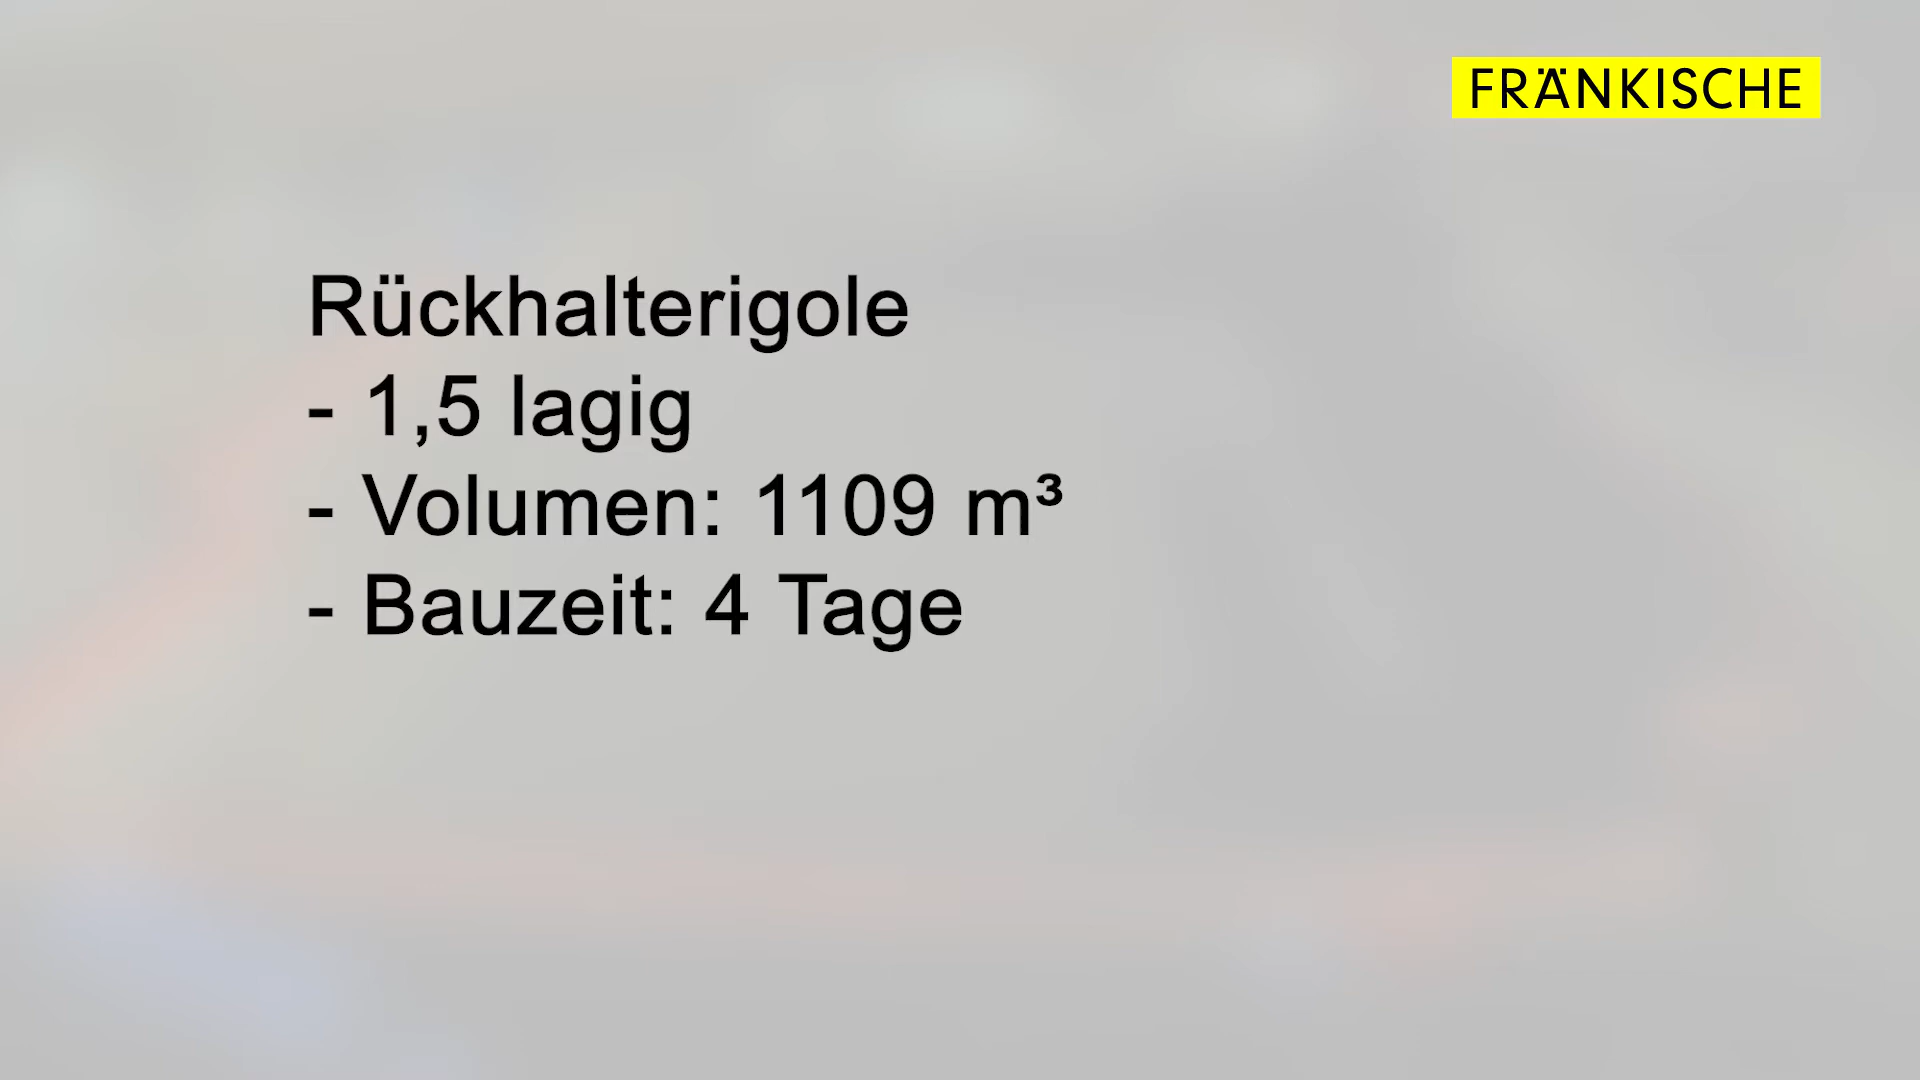 FRÄNKISCHE
Rückhalterigole
- 1,5 lagig
- Volumen: 1109 m³
- Bauzeit: 4 Tage